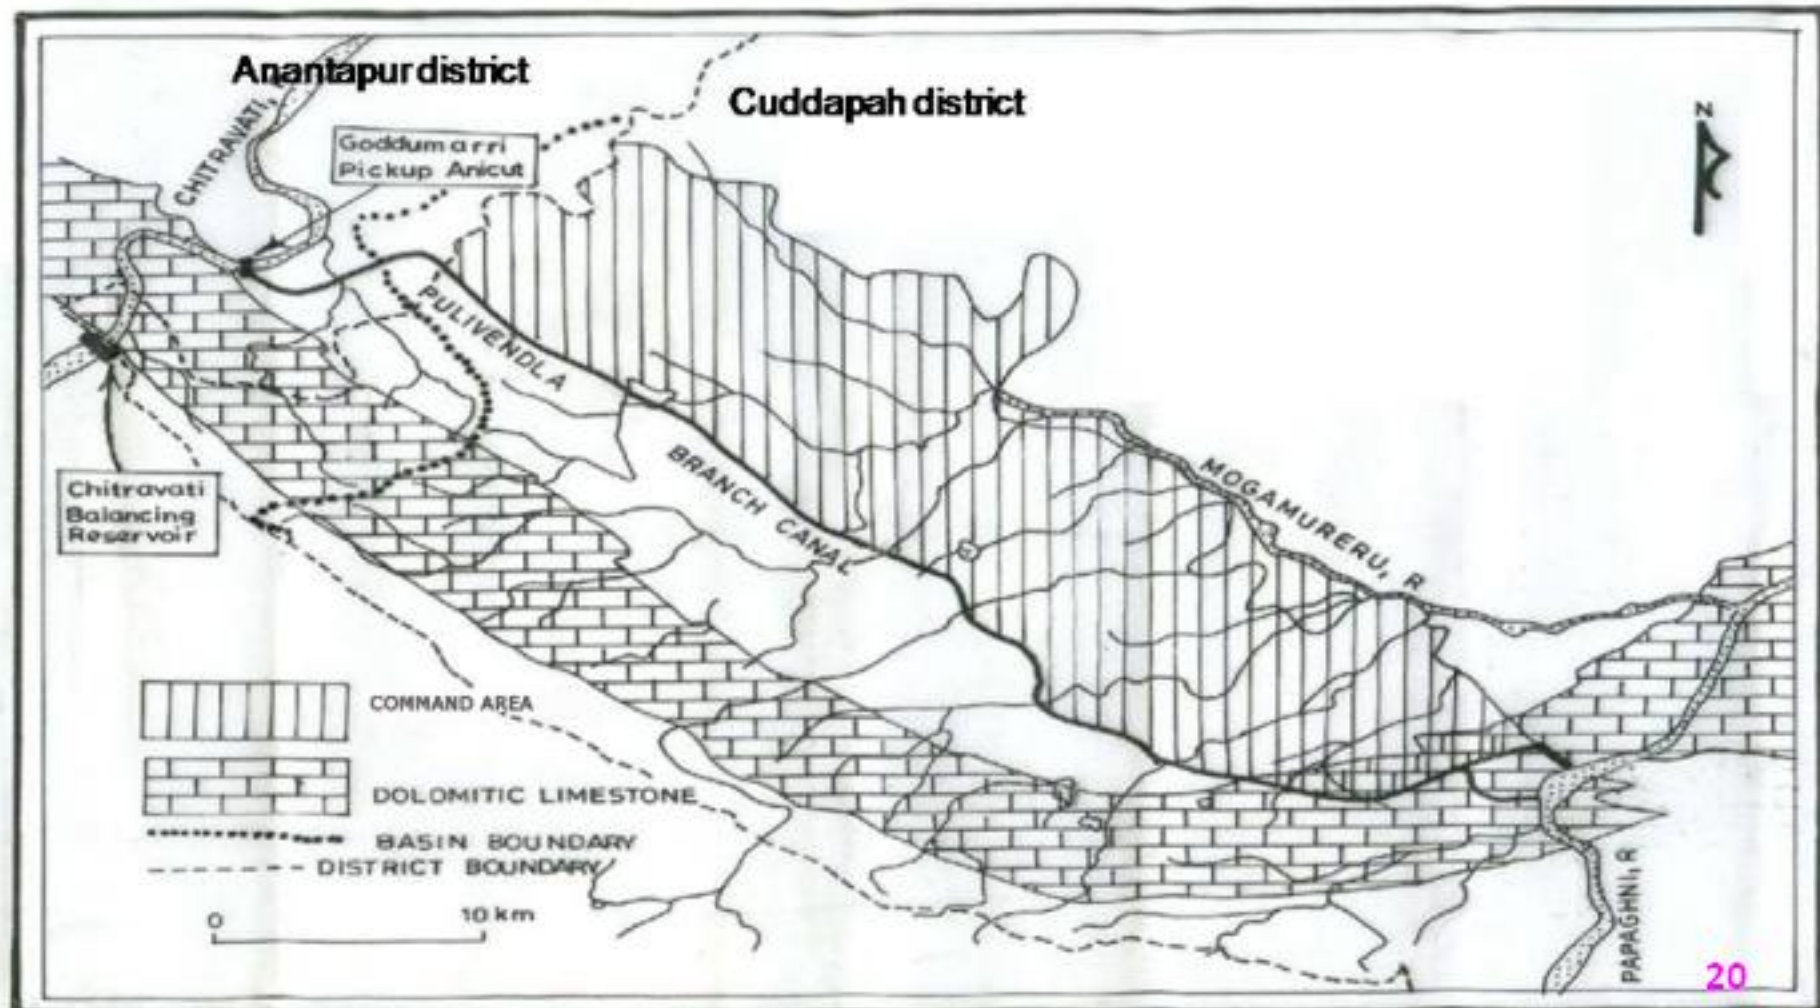 Anantapur district
Cuddapah district
N
CHITRAVATI,
Goddumarri
Pickup Anicut
PULIVENDLA
BRANCH CANAL
MOGAMURERU, R
Chitravati
Balancing
Reservoir
COMMAND AREA
DOLOMITIC LIMESTONE
BASIN BOUNDARY
DISTRICT BOUNDARY
0 10 km
PAPAGHNI, R
20